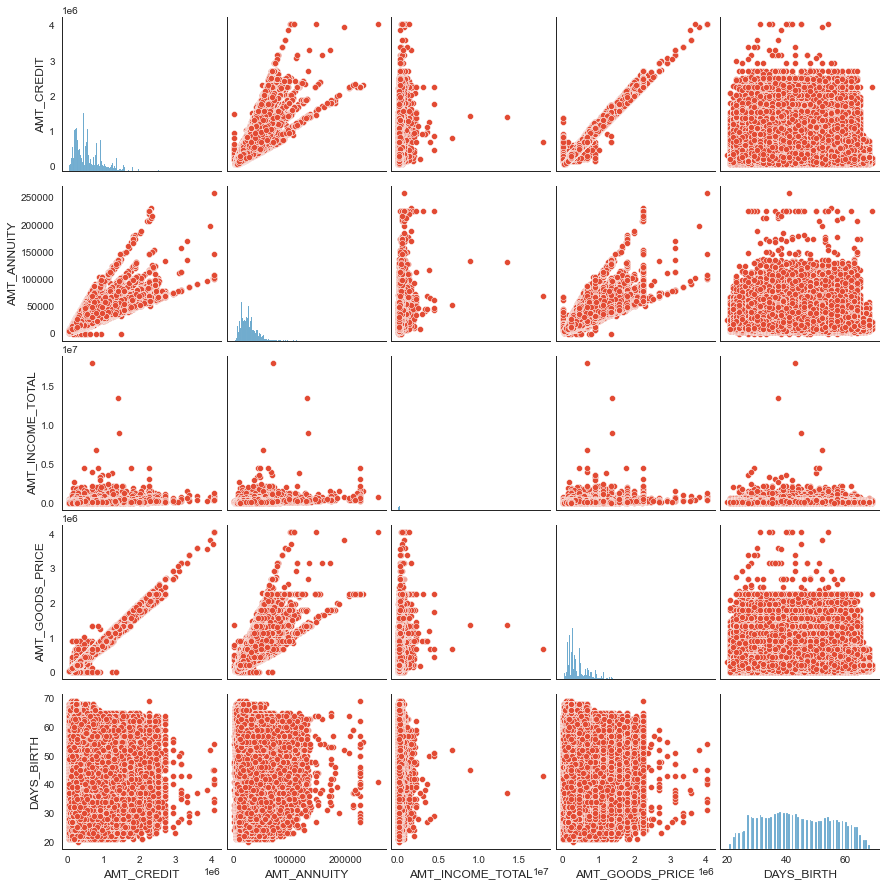 1e6
AMT_CREDIT
4
3
2
1
0
AMT_ANNUITY
250000
200000
150000
100000
50000
0
1e7
AMT_INCOME_TOTAL
1.5
1.0
0.5
0.0
1e6
AMT_GOODS_PRICE
4
3
2
1
0
DAYS_BIRTH
70
60
50
40
30
20
0 1 2 3 4 0 100000 200000 0.0 0.5 1.0 1.5 0 1 2 3 4 20 40 60
AMT_CREDIT 1e6 AMT_ANNUITY AMT_INCOME_TOTAL 1e7 AMT_GOODS_PRICE 1e6 DAYS_BIRTH